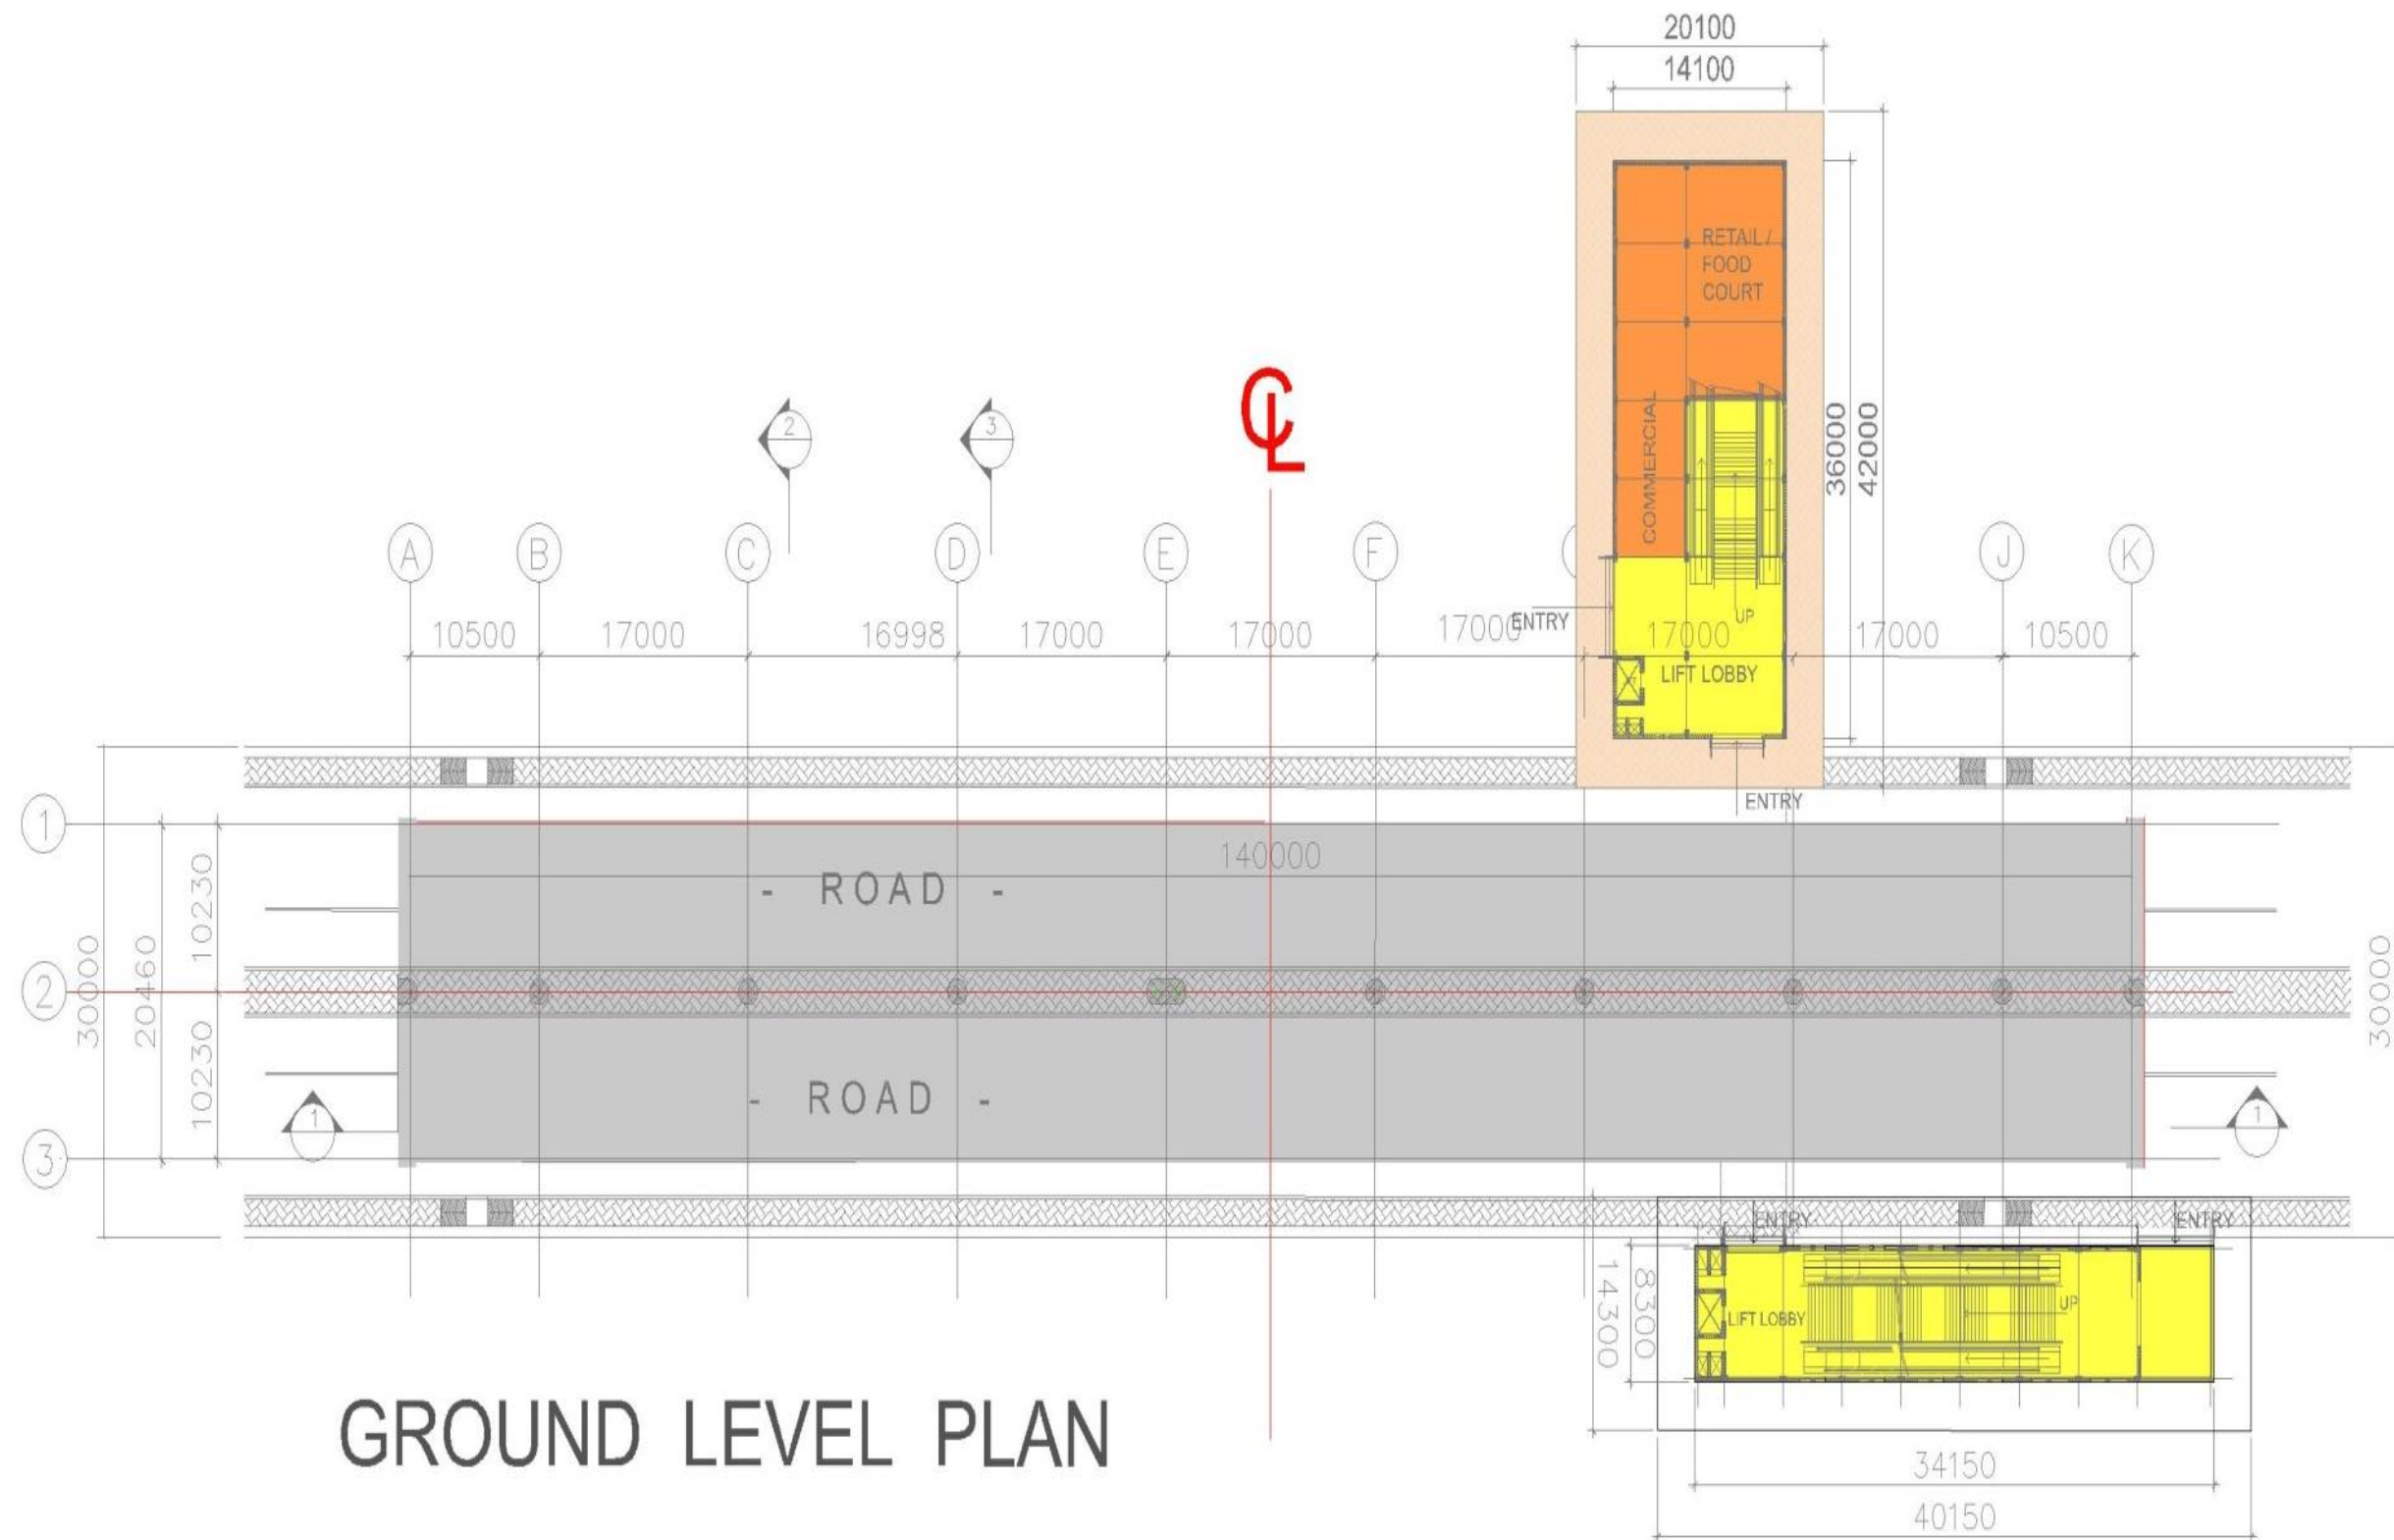 20100
14100
RETAIL /
FOOD
COURT
COMMERCIAL
36000
42000
2
3
CL
A
B
C
D
E
F
J
K
10500
17000
16998
17000
17000
17000
17000
17000
10500
ENTRY
UP
LIFT LOBBY
ENTRY
1
2
3
140000
- ROAD -
- ROAD -
10230
10230
20460
30000
30000
1
1
ENTRY
ENTRY
LIFT LOBBY
UP
8300
14300
34150
40150
GROUND LEVEL PLAN